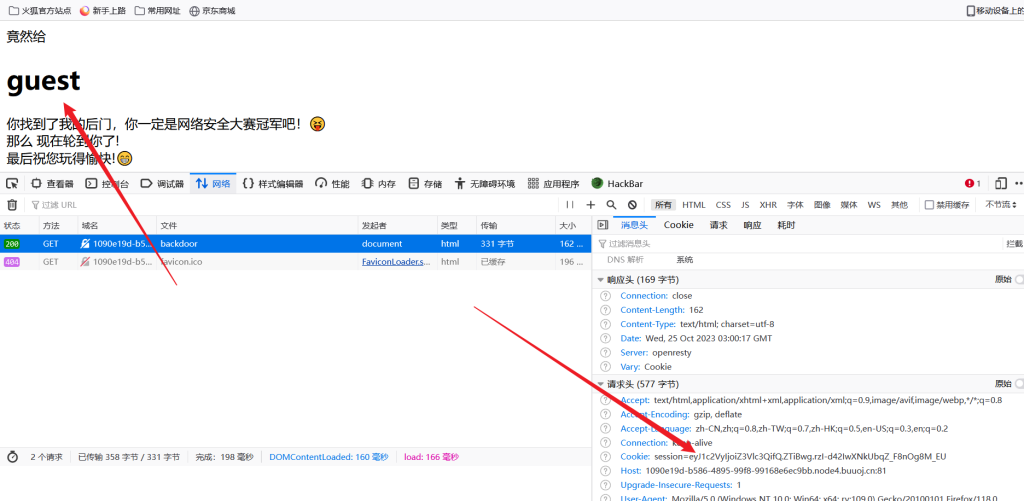 火狐官方站点 新手上路 常用网址 京东商城 移动设备上的
竟然给
guest
你找到了我的后门，你一定是网络安全大赛冠军吧！😝
那么 现在轮到你了!
最后祝您玩得愉快!😁
查看器 控制台 调试器 网络 样式编辑器 性能 内存 存储 无障碍环境 应用程序 HackBar 1
过滤 URL 所有 HTML CSS JS XHR 字体 图像 媒体 WS 其他 禁用缓存 不节流
状态 方法 域名 文件 发起者 类型 传输 大小
200 GET 1090e19d-b5... backdoor document html 331 字节 162 ...
404 GET 1090e19d-b5... favicon.ico FaviconLoader.s... html 已缓存 196 ...
消息头 Cookie 请求 响应 耗时
过滤消息头 拦截
DNS 解析 系统
响应头 (169 字节) 原始
Connection: close
Content-Length: 162
Content-Type: text/html; charset=utf-8
Date: Wed, 25 Oct 2023 03:00:17 GMT
Server: openresty
Vary: Cookie
请求头 (577 字节) 原始
Accept: text/html,application/xhtml+xml,application/xml;q=0.9,image/avif,image/webp,*/*;q=0.8
Accept-Encoding: gzip, deflate
Accept-Language: zh-CN,zh;q=0.8,zh-TW;q=0.7,zh-HK;q=0.5,en-US;q=0.3,en;q=0.2
Connection: keep-alive
Cookie: session=eyJ1c2VyIjoiZ3Vlc3QifQ.ZTi8wg.rzI-d42IwXNkUbqZ_F8nOg8M_EU
Host: 1090e19d-b586-4895-99f8-99168e6ec9bb.node4.buuoj.cn:81
Upgrade-Insecure-Requests: 1
User-Agent: Mozilla/5.0 (Windows NT 10.0; Win64; x64; rv:109.0) Gecko/20100101 Firefox/118.0
2 个请求 已传输 358 字节 / 331 字节 完成：198 毫秒 DOMContentLoaded: 160 毫秒 load: 166 毫秒